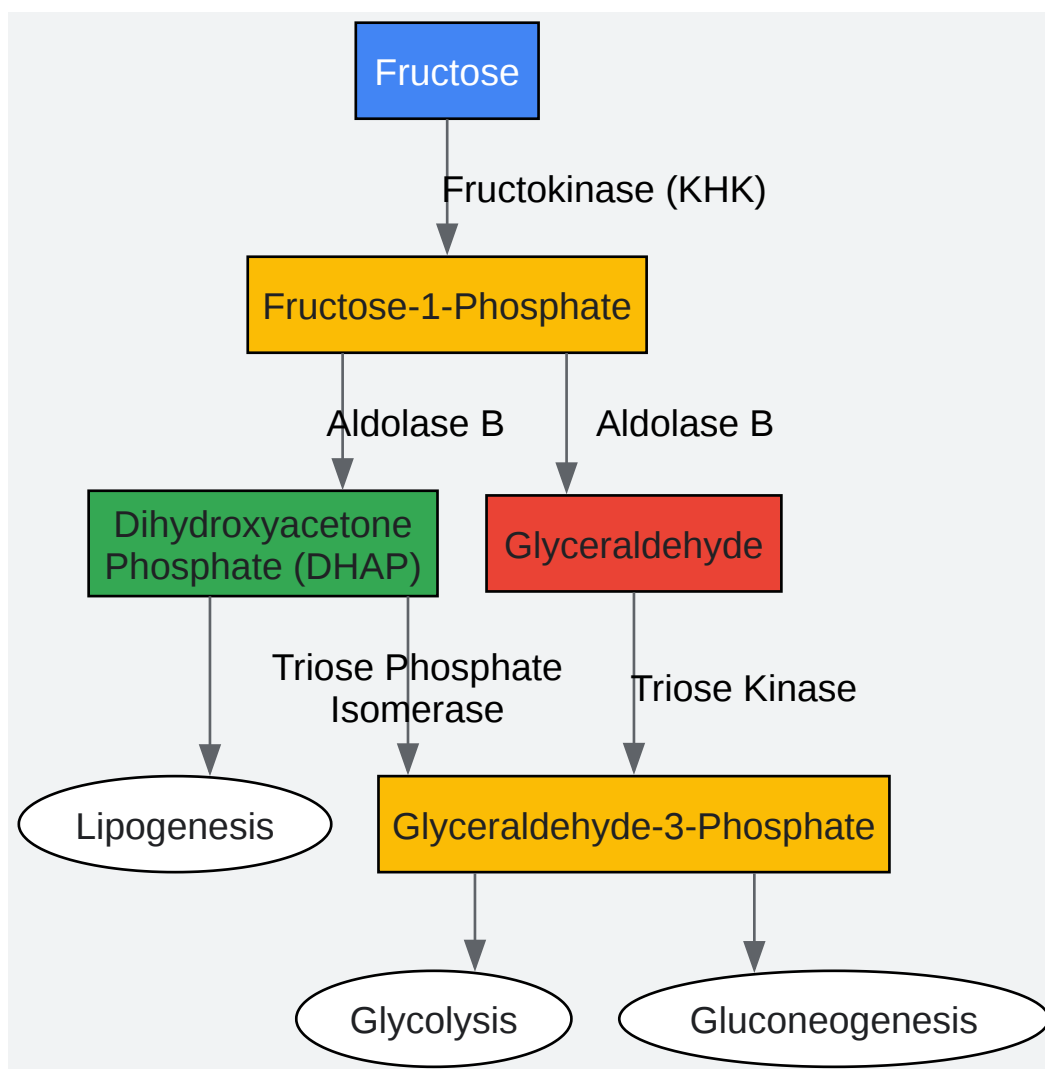 Fructose
Fructokinase (KHK)
Fructose-1-Phosphate
Aldolase B
Aldolase B
Dihydroxyacetone
Phosphate (DHAP)
Glyceraldehyde
Triose Phosphate
Isomerase
Triose Kinase
Lipogenesis
Glyceraldehyde-3-Phosphate
Glycolysis
Gluconeogenesis